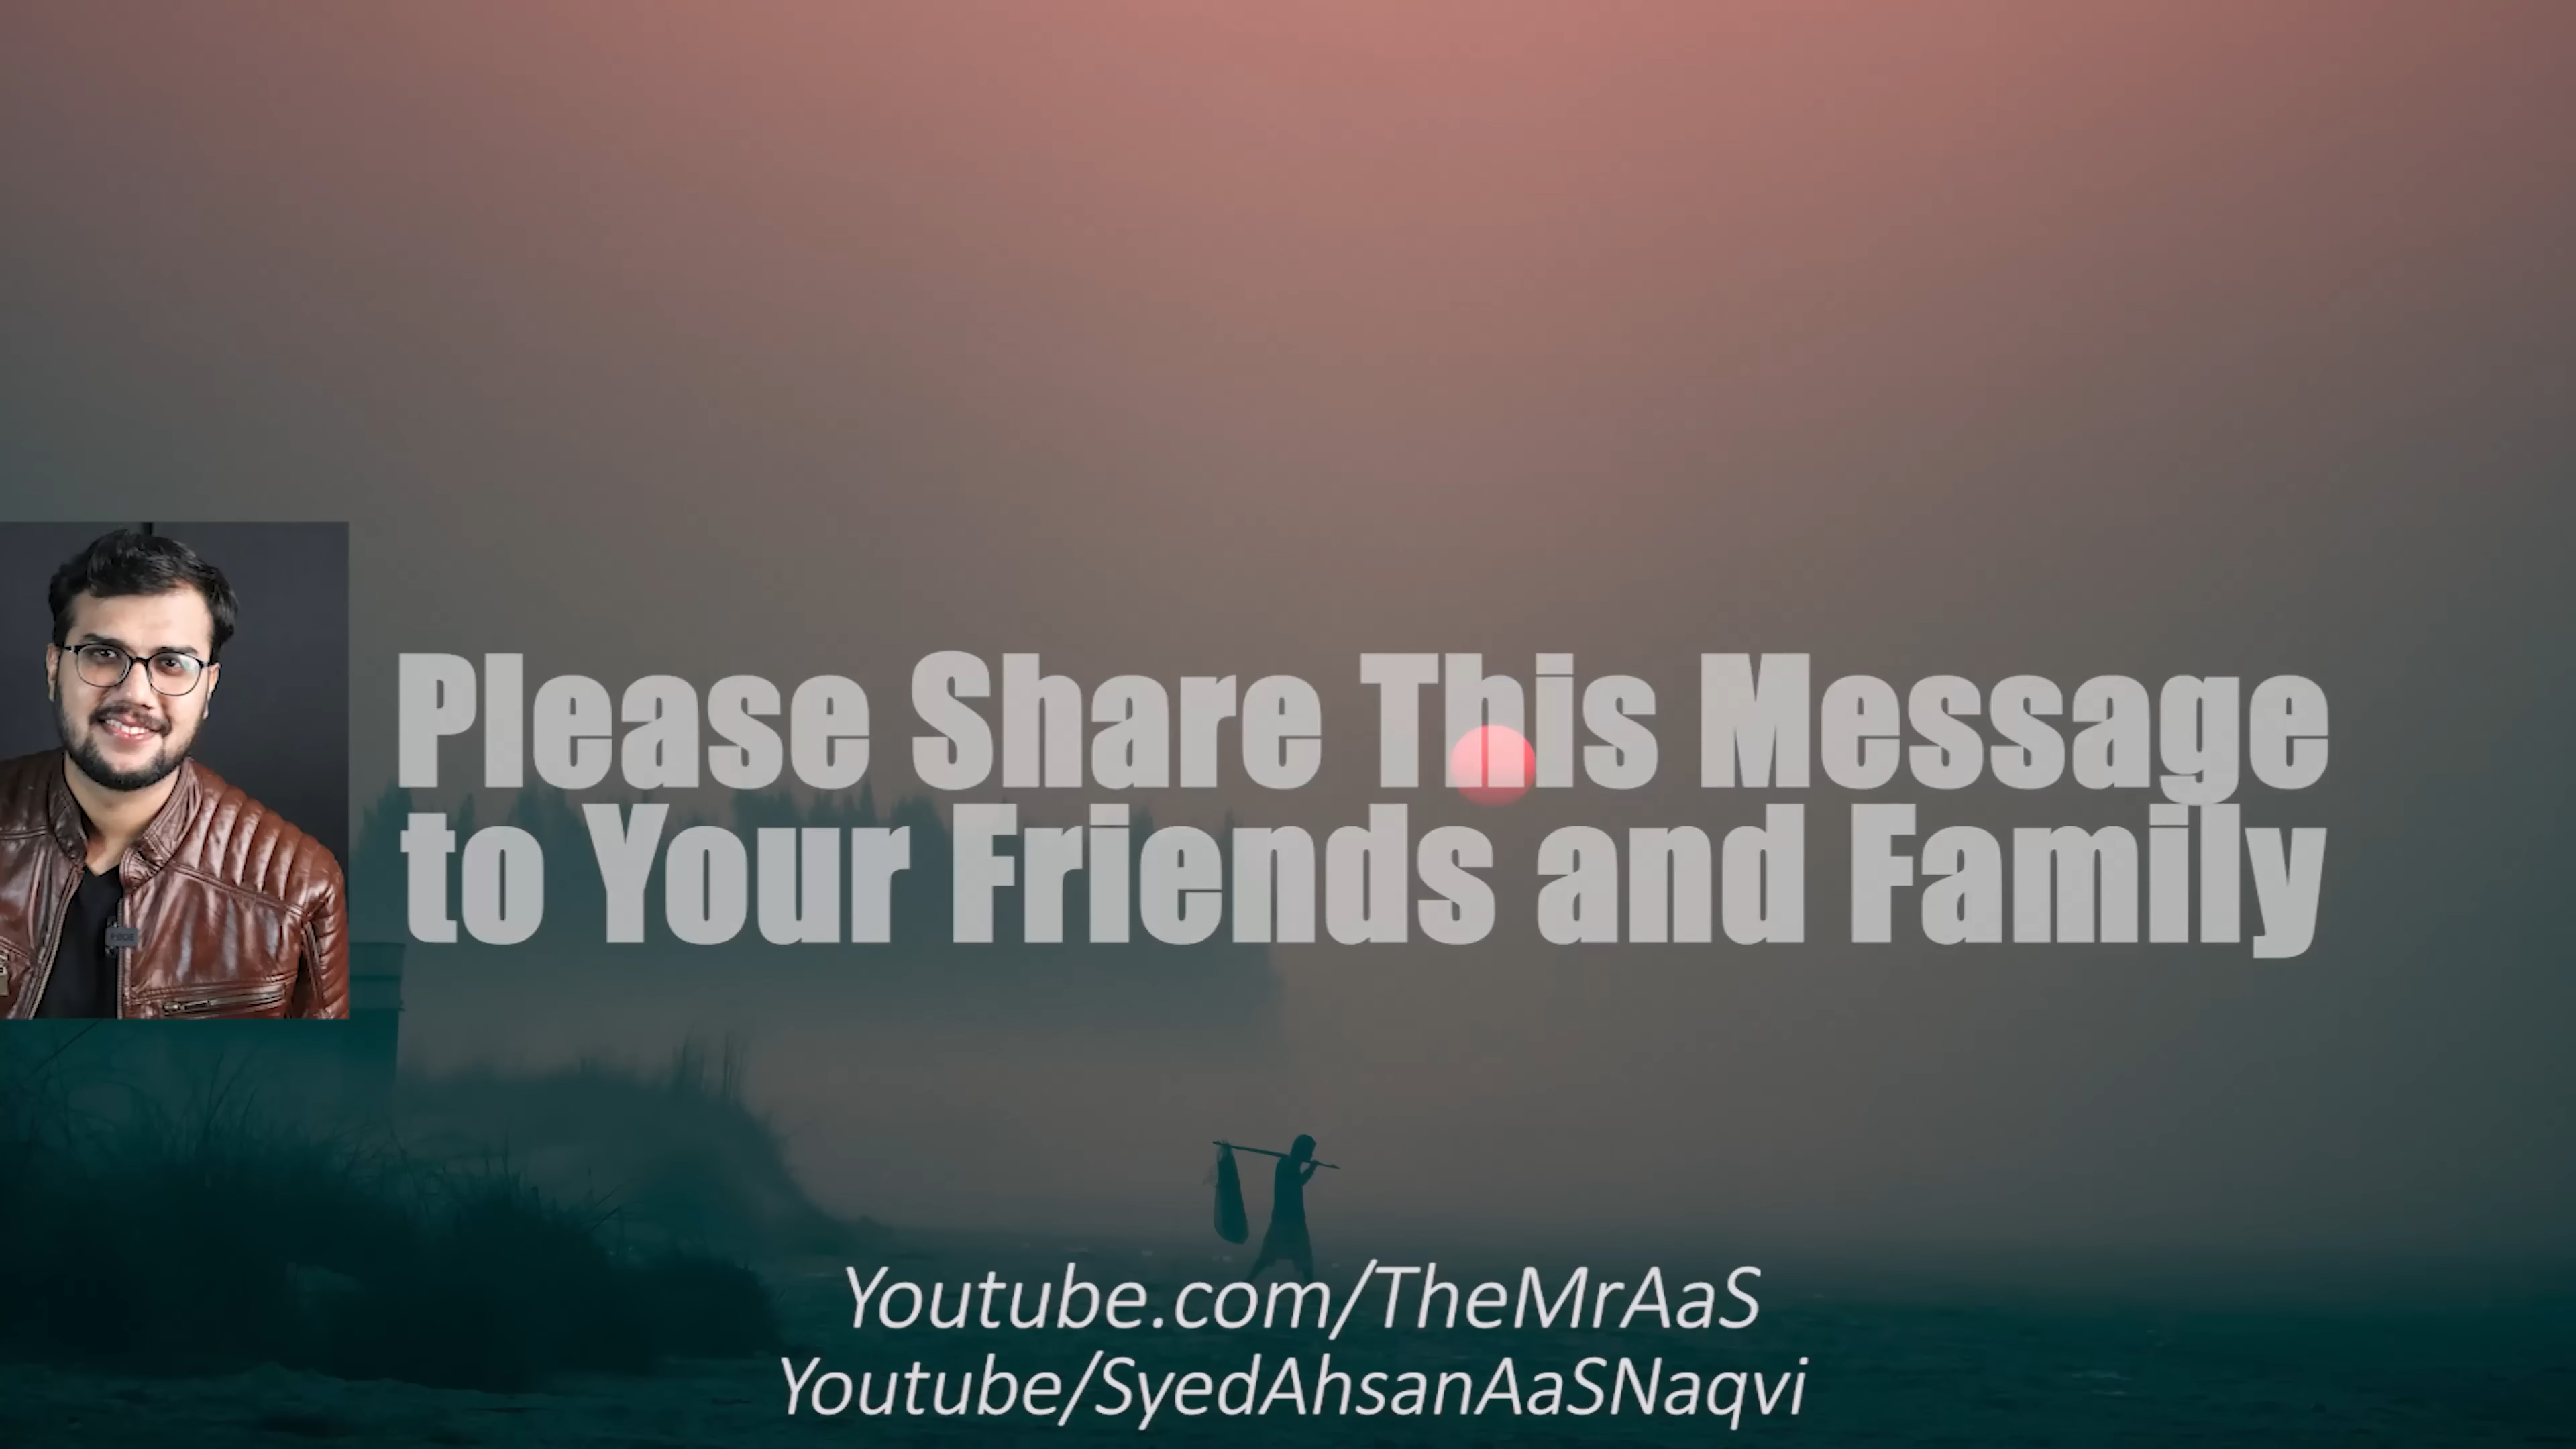 Please Share This Message
to Your Friends and Family
Youtube.com/TheMrAaS
Youtube/SyedAhsanAaSNaqvi